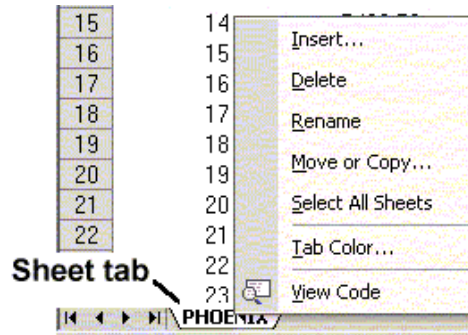 15 14
16 15 Insert...
17 16 Delete
18 17 Rename
19 18 Move or Copy...
20 19
21 20 Select All Sheets
22 21 Tab Color...
22
Sheet tab 23 View Code
PHOENIX